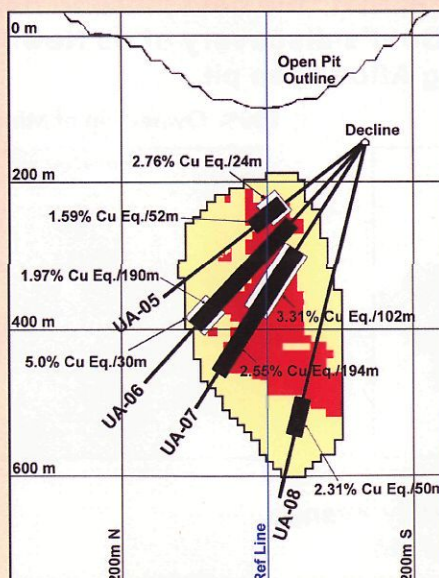 0 m
Open Pit
Outline
Decline
2.76% Cu Eq./24m
200 m
1.59% Cu Eq./52m
1.97% Cu Eq./190m
UA-05
3.31% Cu Eq./102m
400 m
5.0% Cu Eq./30m
2.55% Cu Eq./194m
UA-06
UA-07
600 m
2.31% Cu Eq./50m
UA-08
200m N
Ref Line
200m S